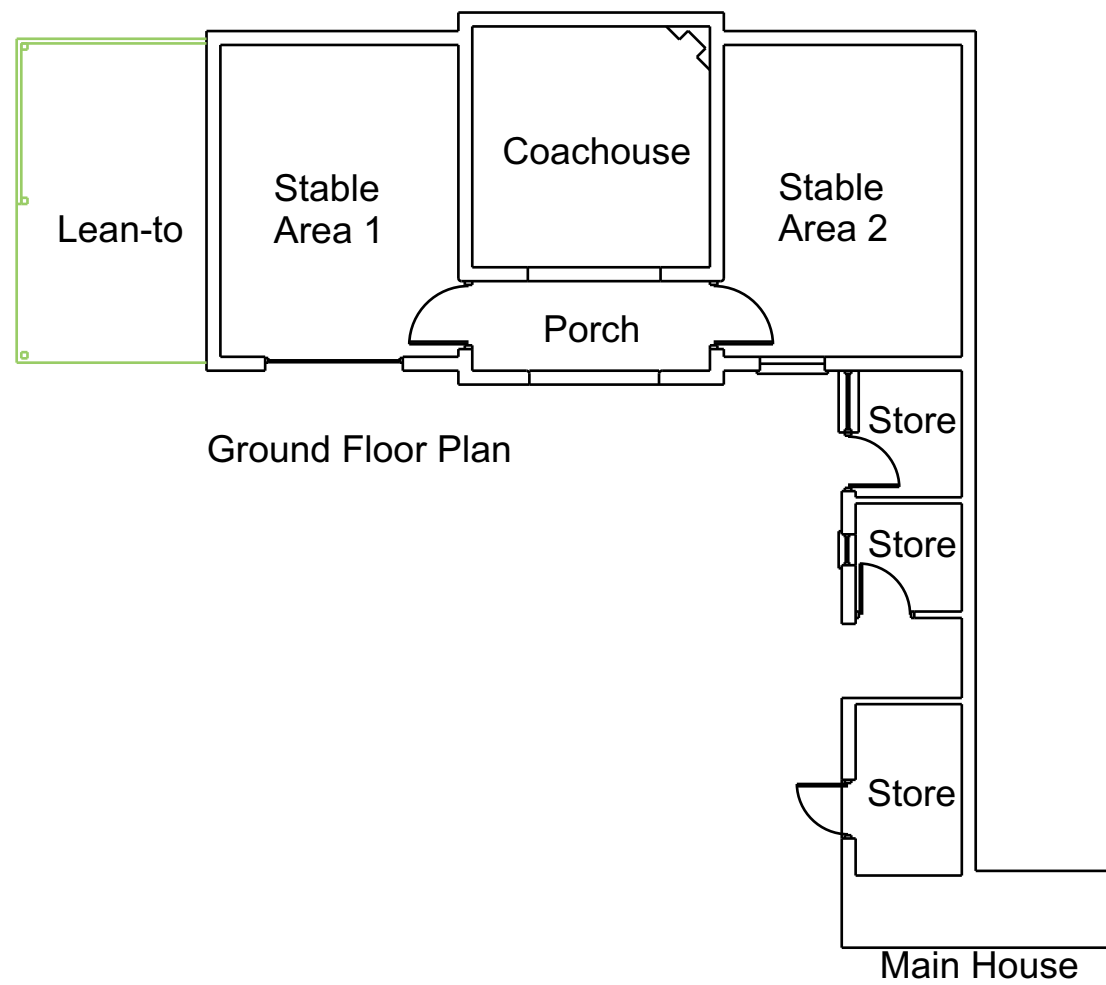 Coachouse
Stable
Area 1
Stable
Area 2
Lean-to
Porch
Store
Ground Floor Plan
Store
Store
Main House